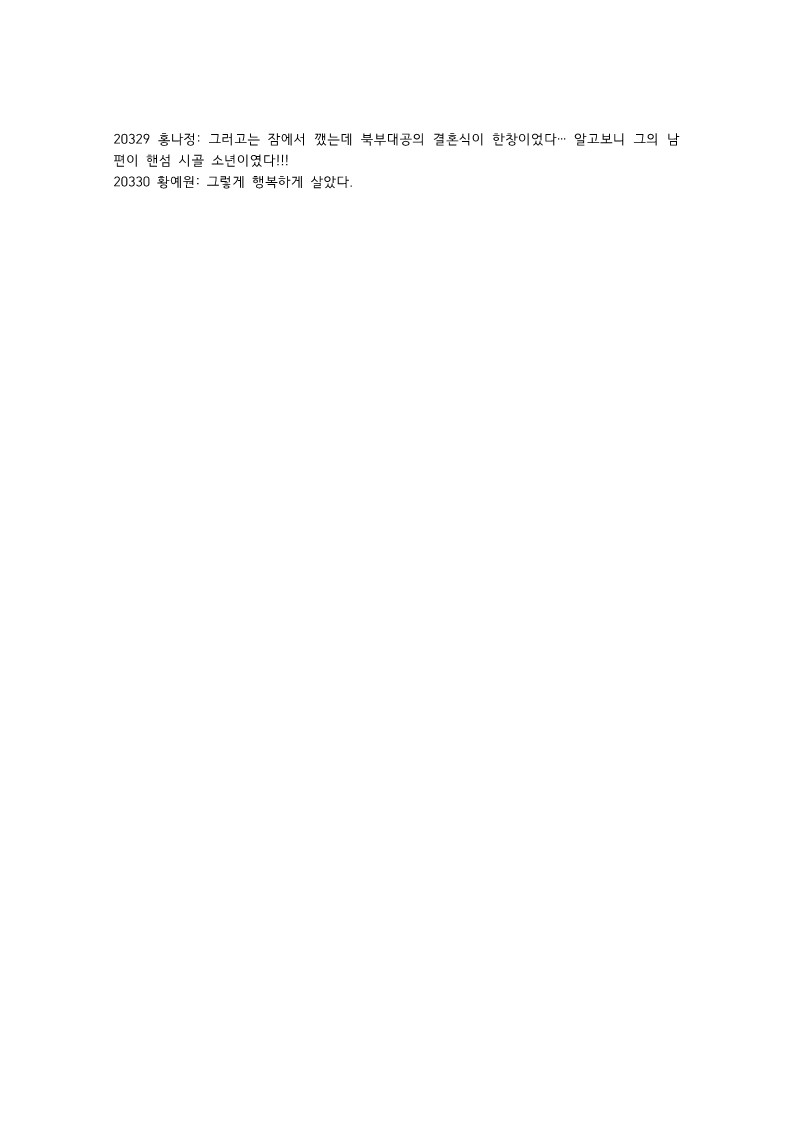 20329 홍나정: 그러고는 잠에서 깼는데 북부대공의 결혼식이 한창이었다… 알고보니 그의 남
편이 핸섬 시골 소년이였다!!!
20330 황예원: 그렇게 행복하게 살았다.